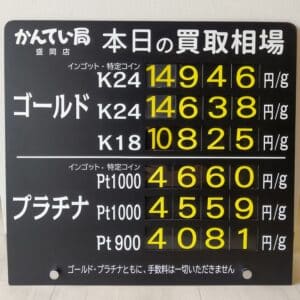 かんてい局 本日の買取相場
盛岡店
インゴット・特定コイン
K24 14946 円/g
ゴールド K24 14638 円/g
K18 10825 円/g
インゴット・特定コイン
Pt1000 4660 円/g
プラチナ Pt1000 4559 円/g
Pt900 4081 円/g
ゴールド・プラチナともに、手数料は一切いただきません